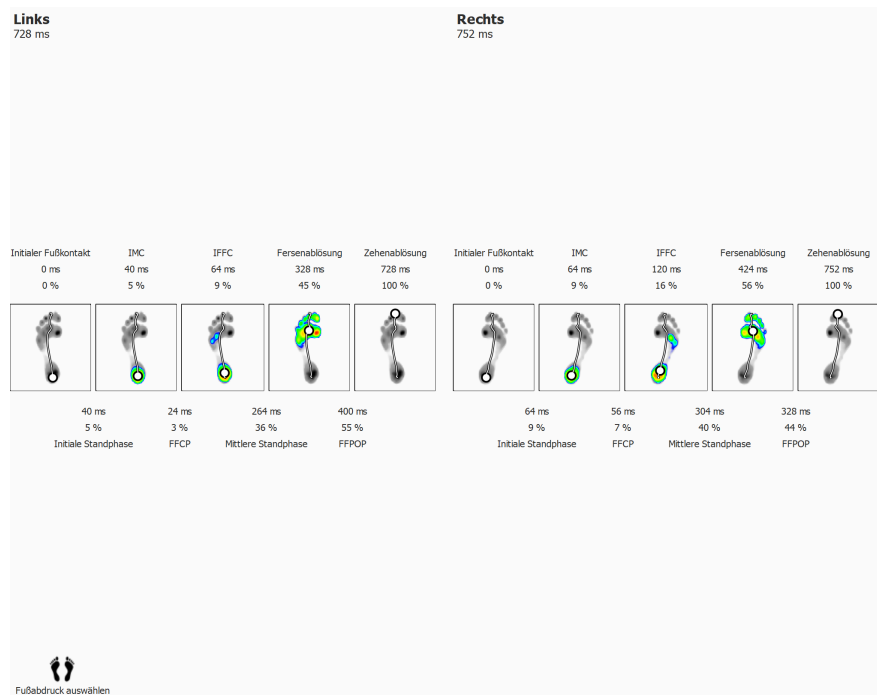 Links
728 ms
Rechts
752 ms
Initialer Fußkontakt IMC IFFC Fersenablösung Zehenablösung
0 ms 40 ms 64 ms 328 ms 728 ms
0 % 5 % 9 % 45 % 100 %
40 ms 24 ms 264 ms 400 ms
5 % 3 % 36 % 55 %
Initiale Standphase FFCP Mittlere Standphase FFPOP
Initialer Fußkontakt IMC IFFC Fersenablösung Zehenablösung
0 ms 64 ms 120 ms 424 ms 752 ms
0 % 9 % 16 % 56 % 100 %
64 ms 56 ms 304 ms 328 ms
9 % 7 % 40 % 44 %
Initiale Standphase FFCP Mittlere Standphase FFPOP
Fußabdruck auswählen